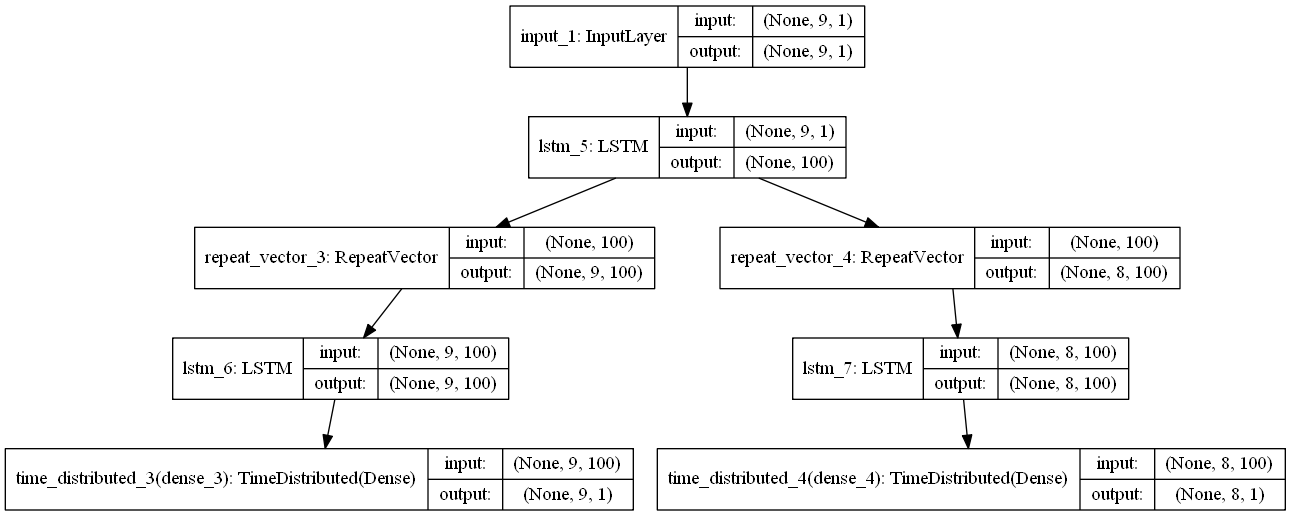 input_1: InputLayer
input: (None, 9, 1)
output: (None, 9, 1)
lstm_5: LSTM
input: (None, 9, 1)
output: (None, 100)
repeat_vector_3: RepeatVector
input: (None, 100)
output: (None, 9, 100)
repeat_vector_4: RepeatVector
input: (None, 100)
output: (None, 8, 100)
lstm_6: LSTM
input: (None, 9, 100)
output: (None, 9, 100)
lstm_7: LSTM
input: (None, 8, 100)
output: (None, 8, 100)
time_distributed_3(dense_3): TimeDistributed(Dense)
input: (None, 9, 100)
output: (None, 9, 1)
time_distributed_4(dense_4): TimeDistributed(Dense)
input: (None, 8, 100)
output: (None, 8, 1)